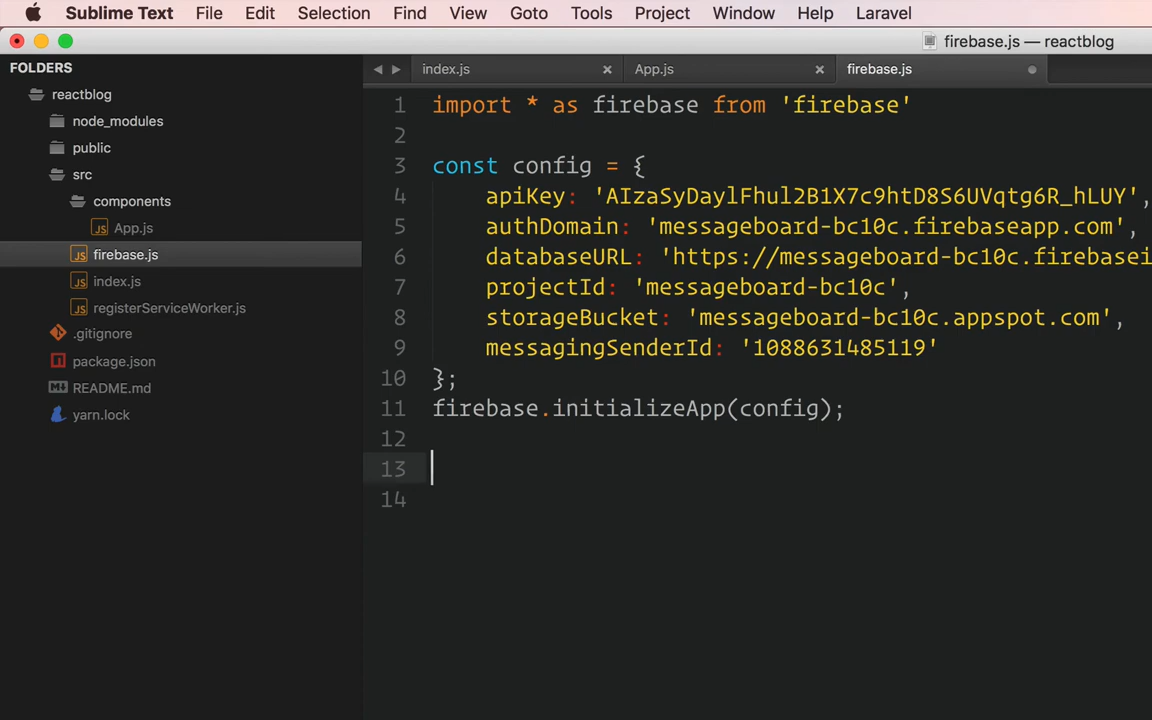 Sublime Text File Edit Selection Find View Goto Tools Project Window Help Laravel
firebase.js — reactblog
FOLDERS
reactblog
node_modules
public
src
components
App.js
firebase.js
index.js
registerServiceWorker.js
.gitignore
package.json
README.md
yarn.lock
index.js App.js firebase.js
1 import * as firebase from 'firebase'
2
3 const config = {
4 apiKey: 'AIzaSyDaylFhul2B1X7c9htD8S6UVqtg6R_hLUY',
5 authDomain: 'messageboard-bc10c.firebaseapp.com',
6 databaseURL: 'https://messageboard-bc10c.firebasei
7 projectId: 'messageboard-bc10c',
8 storageBucket: 'messageboard-bc10c.appspot.com',
9 messagingSenderId: '1088631485119'
10 };
11 firebase.initializeApp(config);
12
13
14